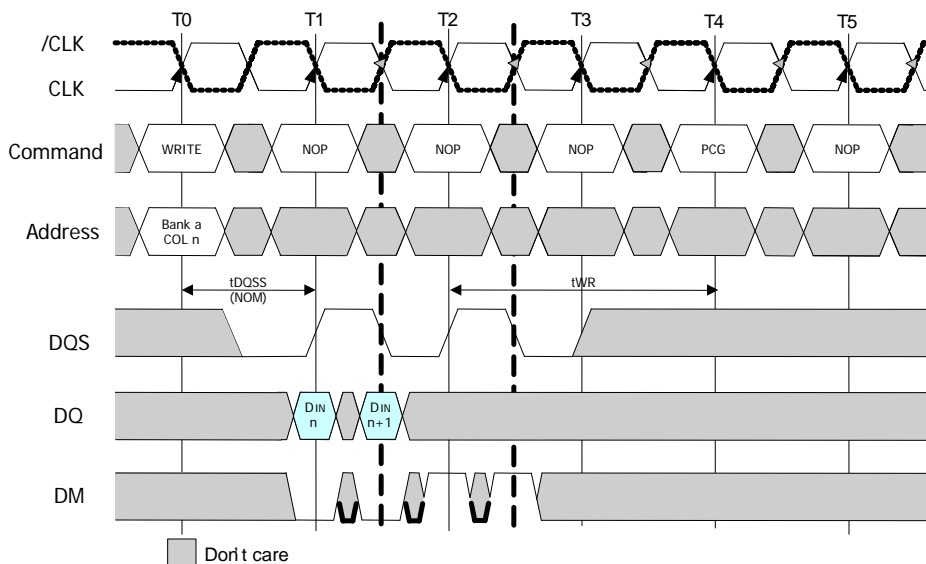 T0 T1 T2 T3 T4 T5
/CLK
CLK
Command WRITE NOP NOP NOP PCG NOP
Address Bank a
COL n
tDQSS
(NOM)
tWR
DQS
DQ DIN
n
DIN
n+1
DM
Don't care